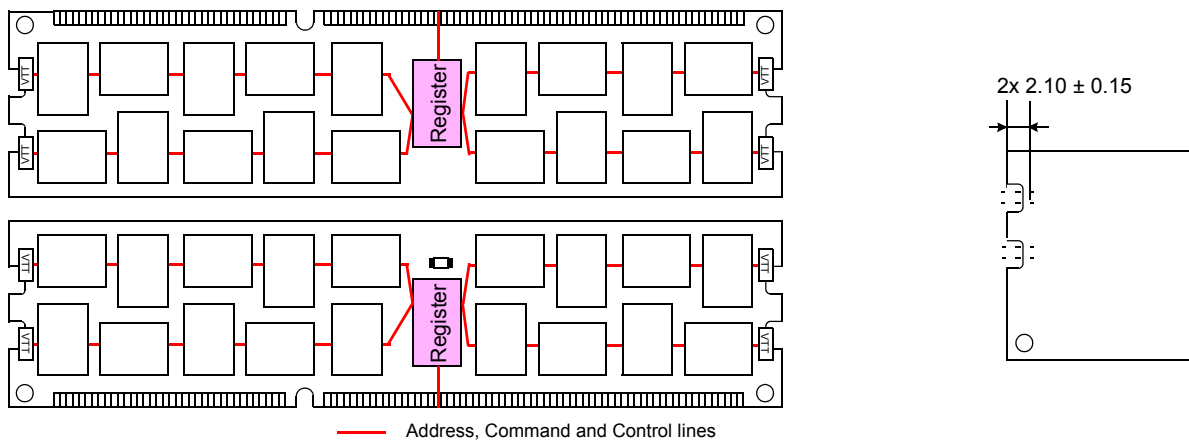 VTT
VTT
Register
VTT
VTT
2x 2.10 ± 0.15
VTT
VTT
Register
VTT
VTT
Address, Command and Control lines